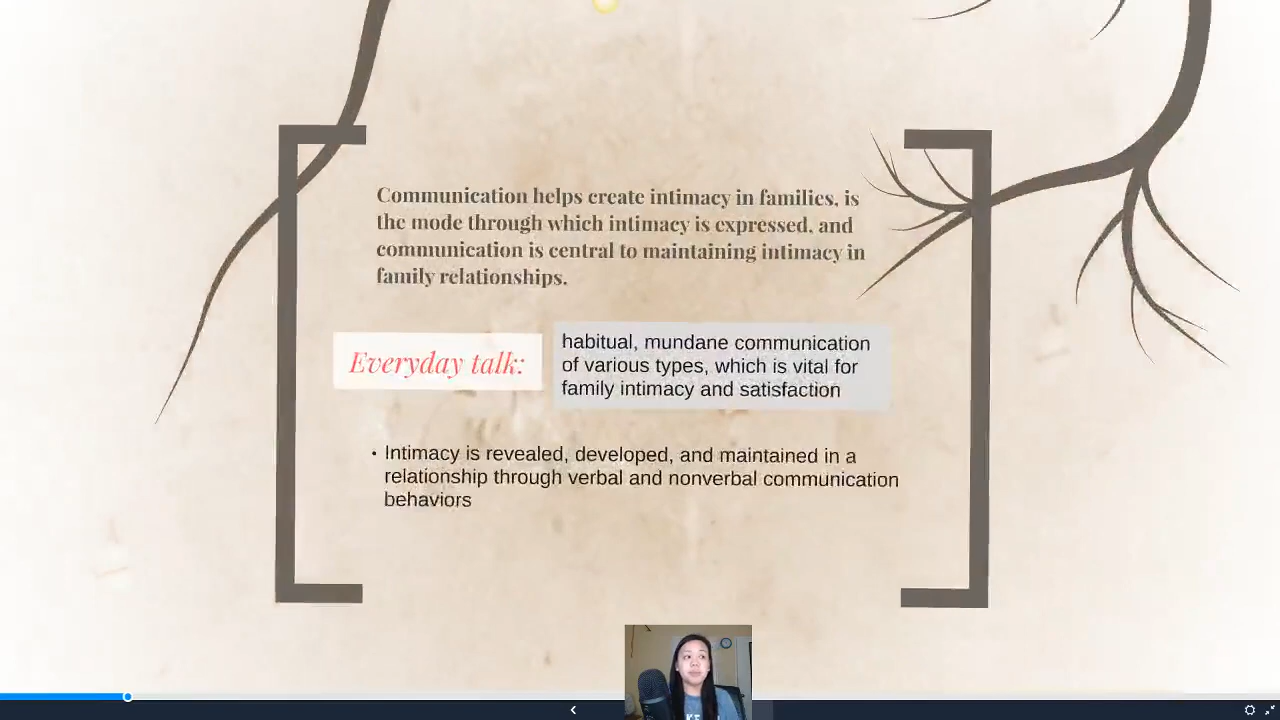 Communication helps create intimacy in families, is
the mode through which intimacy is expressed, and
communication is central to maintaining intimacy in
family relationships.
Everyday talk:
habitual, mundane communication
of various types, which is vital for
family intimacy and satisfaction
• Intimacy is revealed, developed, and maintained in a
relationship through verbal and nonverbal communication
behaviors